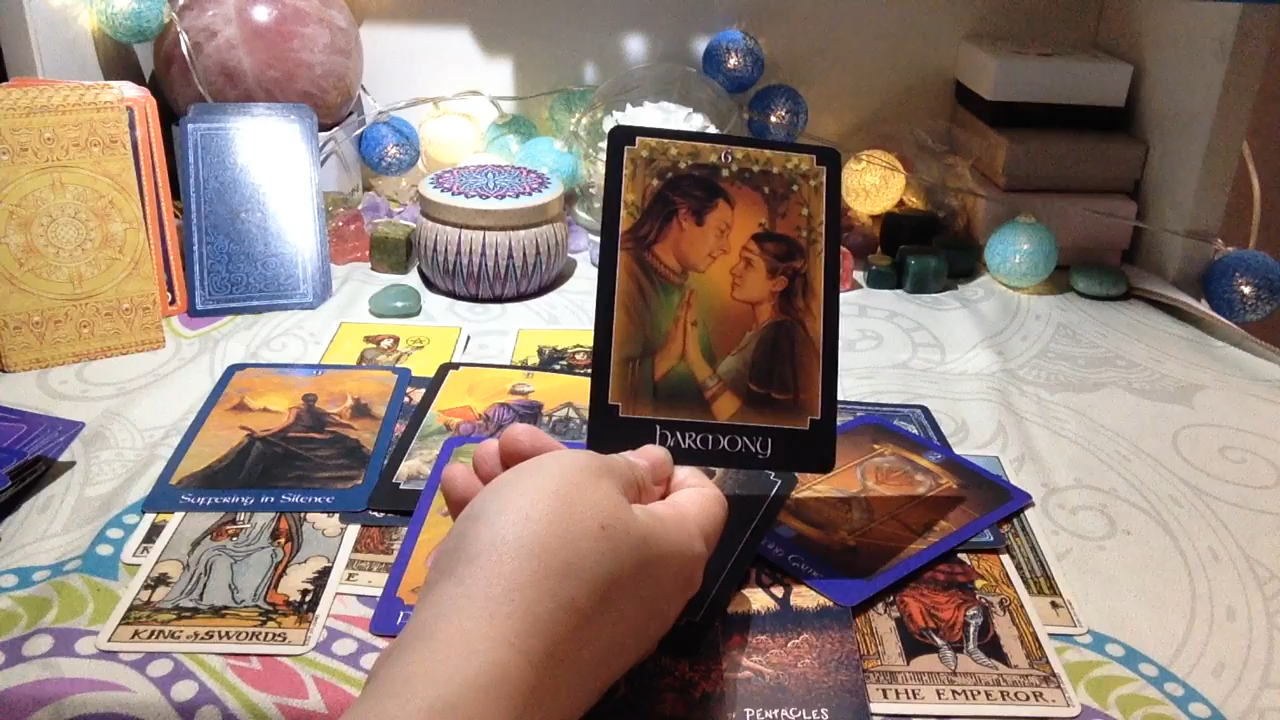 6
HARMONY
Suffering in Silence
KING of SWORDS.
PENTACLES
THE EMPEROR.